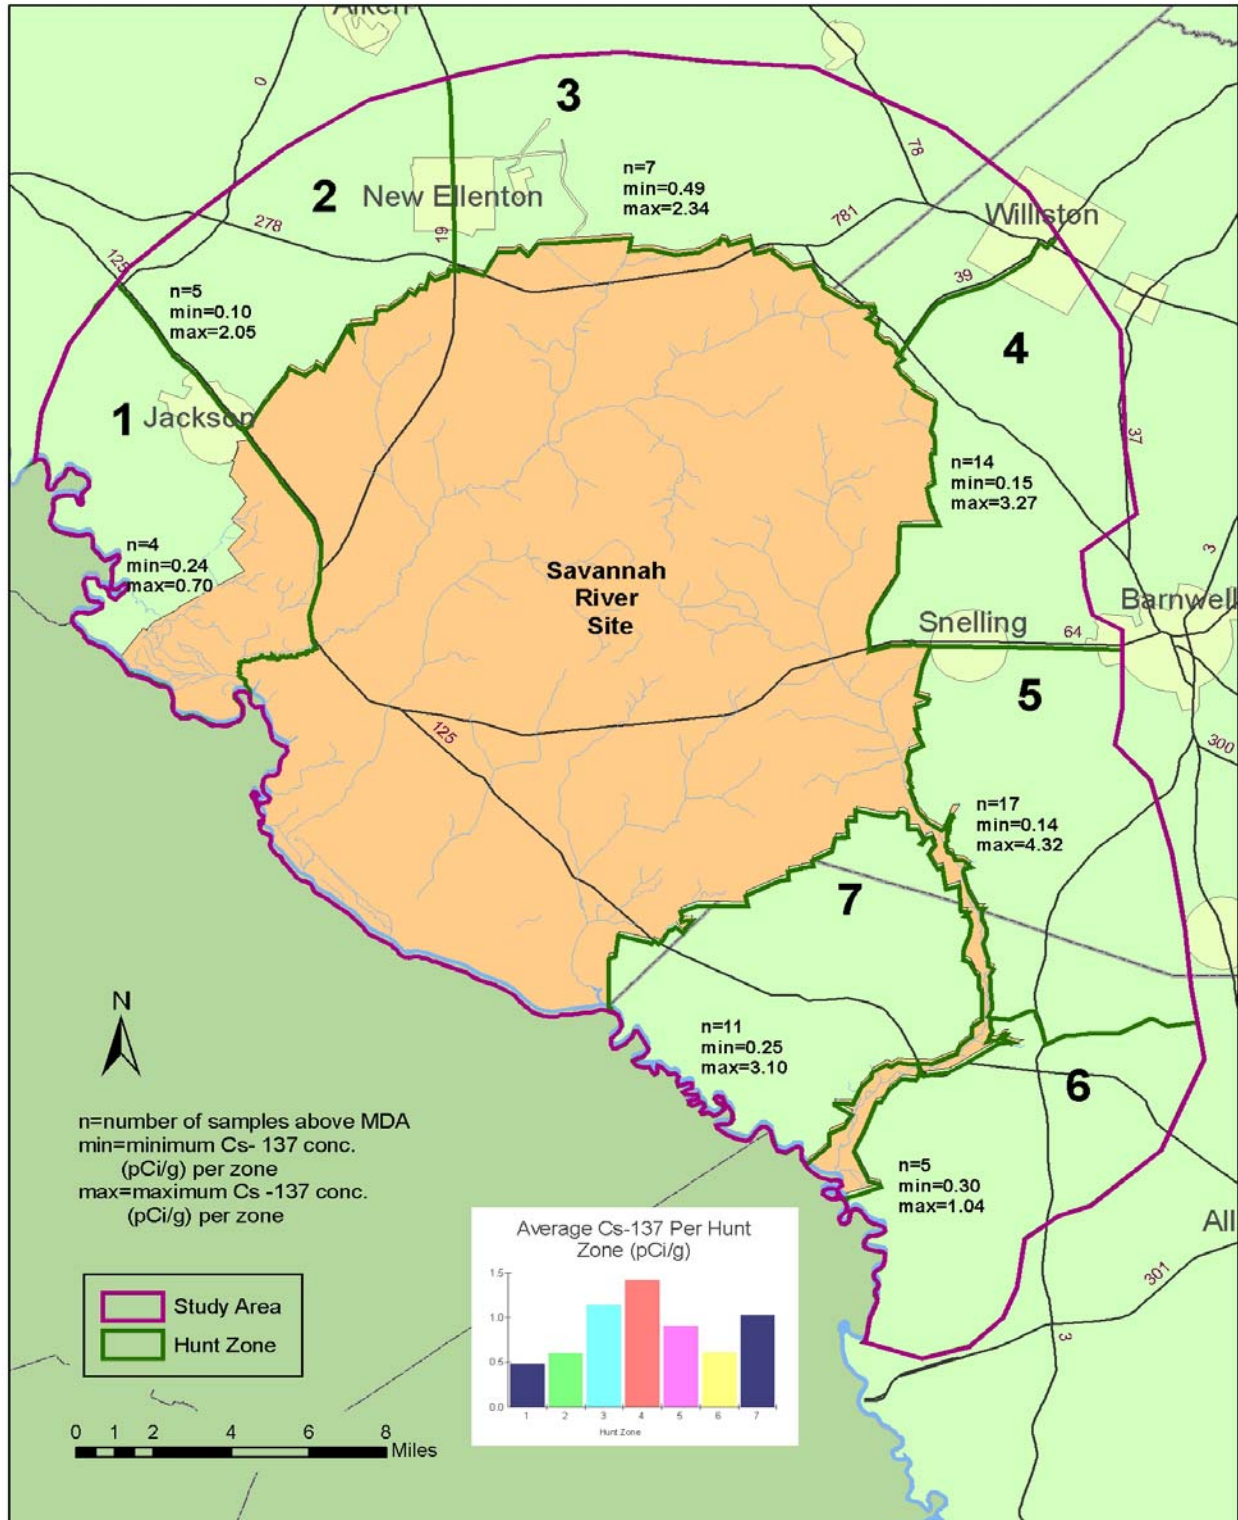 Aiken
0
3
n=7
min=0.49
max=2.34
78
2
New Ellenton
19
278
781
Williston
39
125
n=5
min=0.10
max=2.05
4
1
Jackson
37
n=14
min=0.15
max=3.27
n=4
min=0.24
max=0.70
Savannah
River
Site
3
Barnwell
Snelling
64
5
125
300
n=17
min=0.14
max=4.32
7
N
n=11
min=0.25
max=3.10
6
n=number of samples above MDA
min=minimum Cs- 137 conc.
(pCi/g) per zone
max=maximum Cs -137 conc.
(pCi/g) per zone
n=5
min=0.30
max=1.04
All
301
3
Study Area
Hunt Zone
0 1 2 4 6 8
Miles
Average Cs-137 Per Hunt
Zone (pCi/g)
1.5
1.0
0.5
0.0
1 2 3 4 5 6 7
Hunt Zone